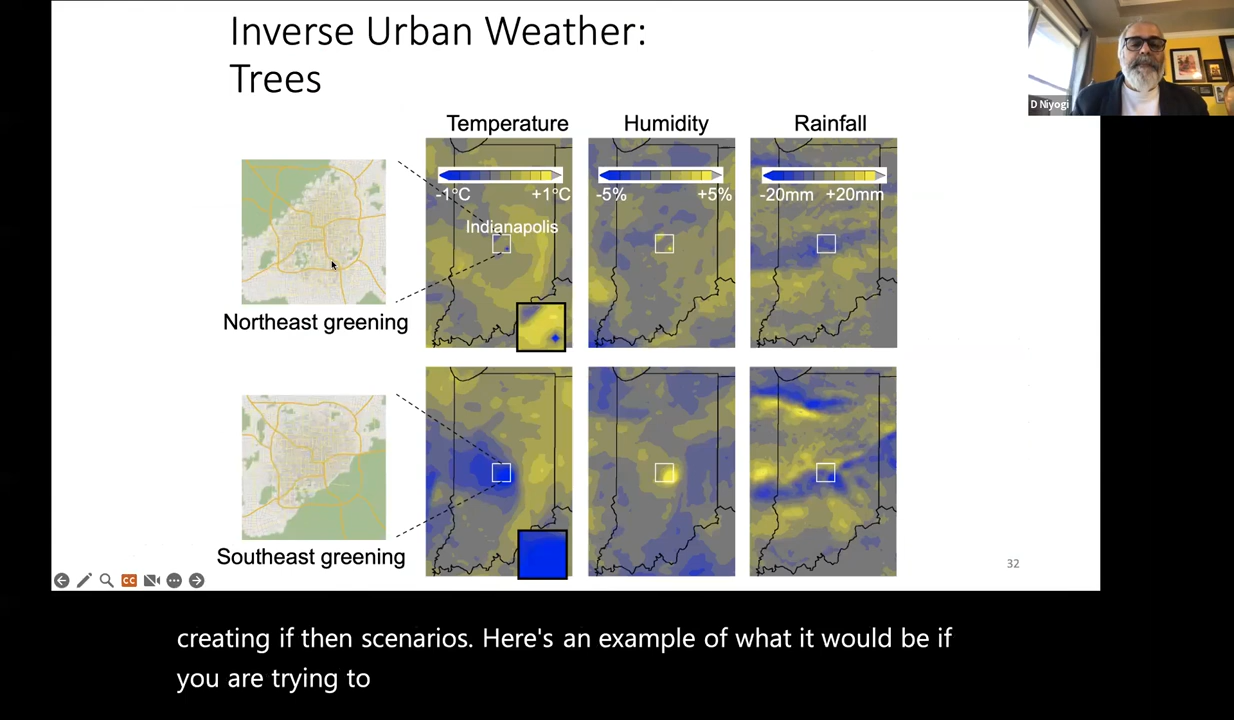 Inverse Urban Weather:
Trees
D Niyogi
Temperature
Humidity
Rainfall
-1°C
+1°C
-5%
+5%
-20mm
+20mm
Indianapolis
Northeast greening
Southeast greening
32
CC
creating if then scenarios. Here's an example of what it would be if
you are trying to